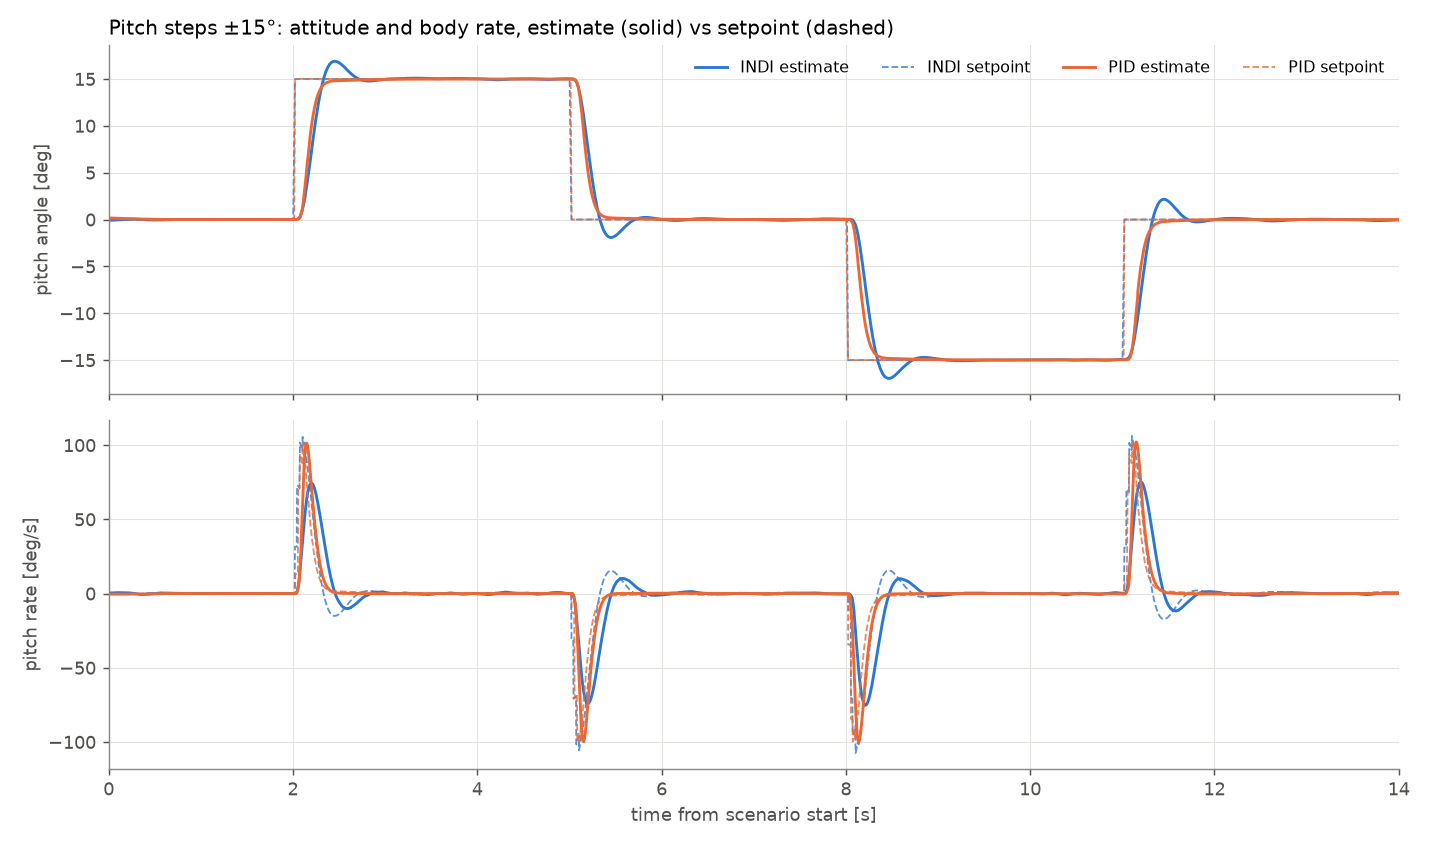 Pitch steps ±15°: attitude and body rate, estimate (solid) vs setpoint (dashed)
INDI estimate
INDI setpoint
PID estimate
PID setpoint
pitch angle [deg]
15
10
5
0
−5
−10
−15
pitch rate [deg/s]
100
50
0
−50
−100
0
2
4
6
8
10
12
14
time from scenario start [s]